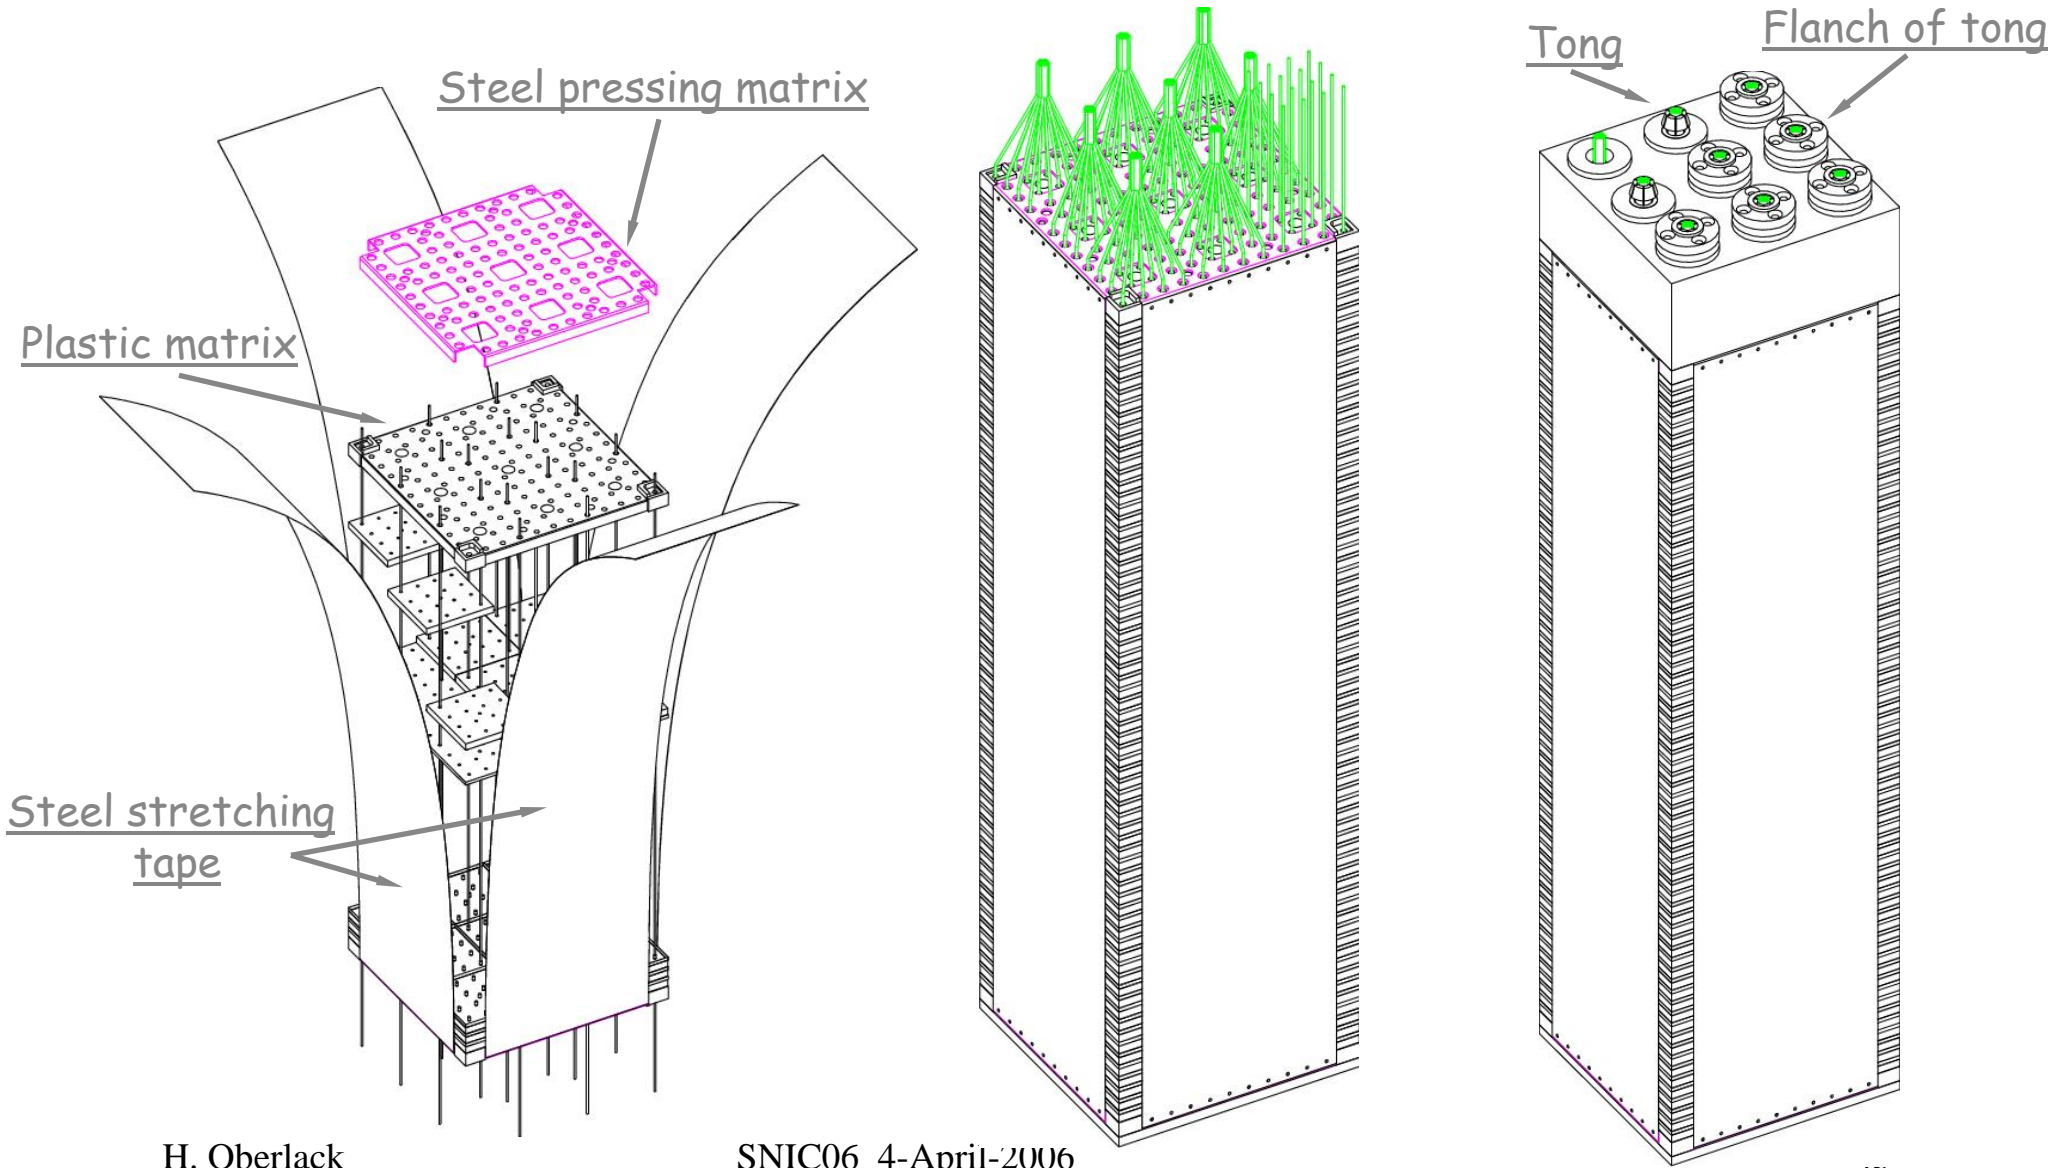 Tong
Flanch of tong
Steel pressing matrix
Plastic matrix
Steel stretching
tape
H. Oberlack
SNIC06 4-April-2006